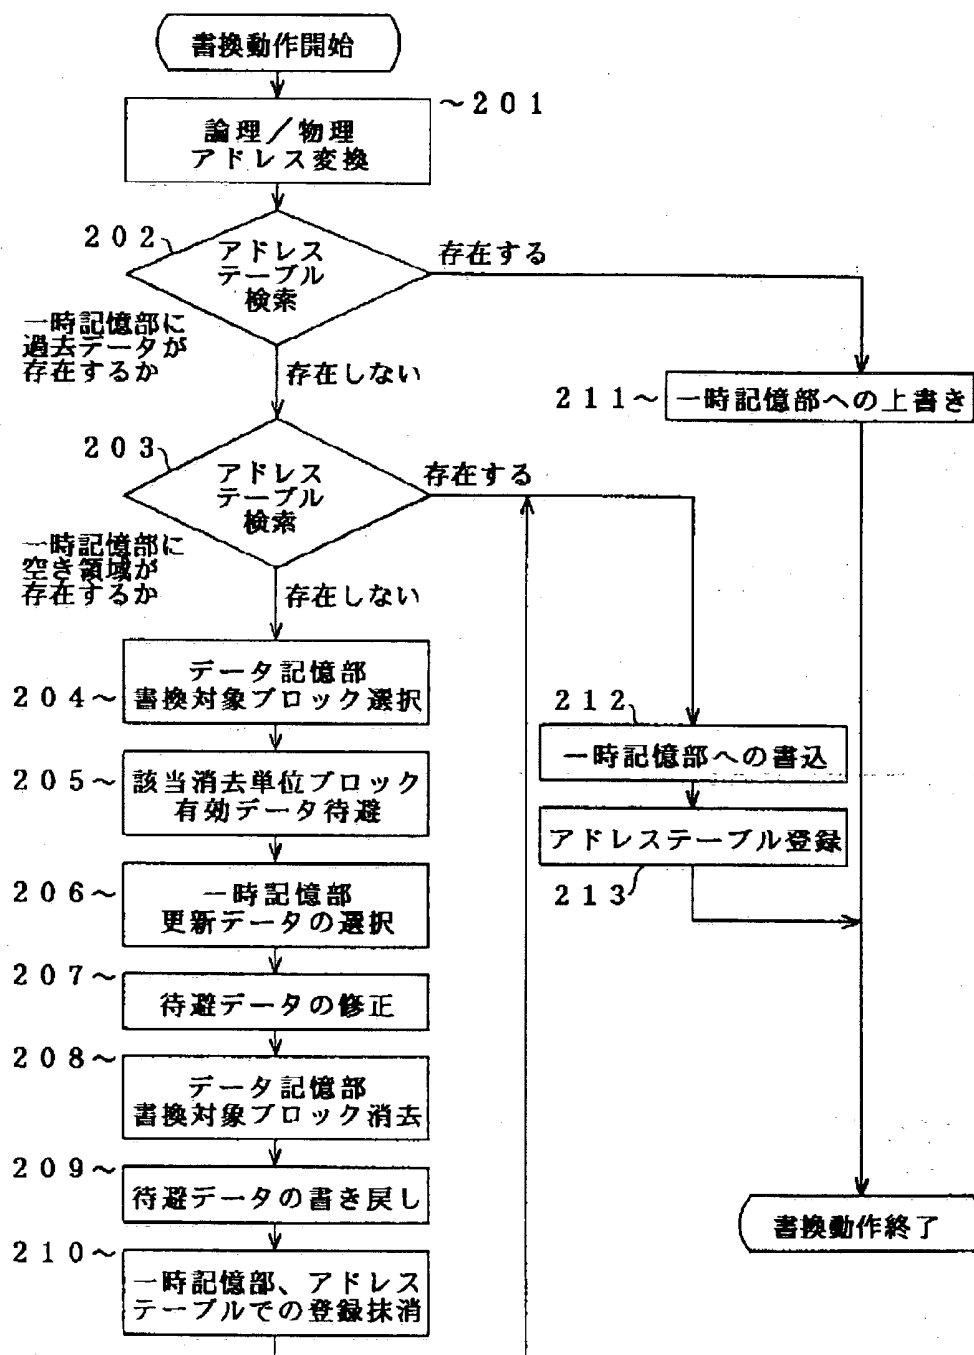 書換動作開始
～201
論理／物理
アドレス変換
202
アドレス
テーブル
検索
存在する
一時記憶部に
過去データが
存在するか
存在しない
211～
一時記憶部への上書き
203
アドレス
テーブル
検索
存在する
一時記憶部に
空き領域が
存在するか
存在しない
204～
データ記憶部
書換対象ブロック選択
212
一時記憶部への書込
205～
該当消去単位ブロック
有効データ待避
アドレステーブル登録
213
206～
一時記憶部
更新データの選択
207～
待避データの修正
208～
データ記憶部
書換対象ブロック消去
209～
待避データの書き戻し
書換動作終了
210～
一時記憶部、アドレス
テーブルでの登録抹消